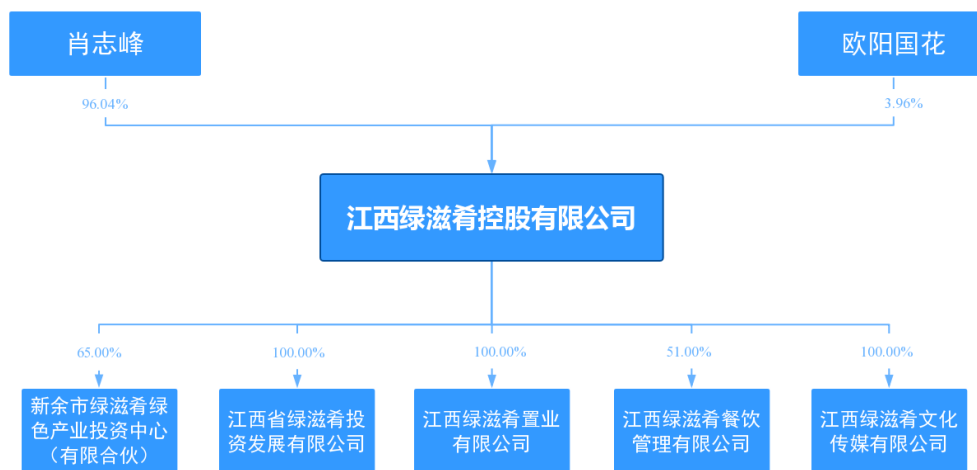 肖志峰
欧阳国花
96.04%
3.96%
江西绿滋肴控股有限公司
65.00%
100.00%
100.00%
51.00%
100.00%
新余市绿滋肴绿
色产业投资中心
（有限合伙）
江西省绿滋肴投
资发展有限公司
江西绿滋肴置业
有限公司
江西绿滋肴餐饮
管理有限公司
江西绿滋肴文化
传媒有限公司